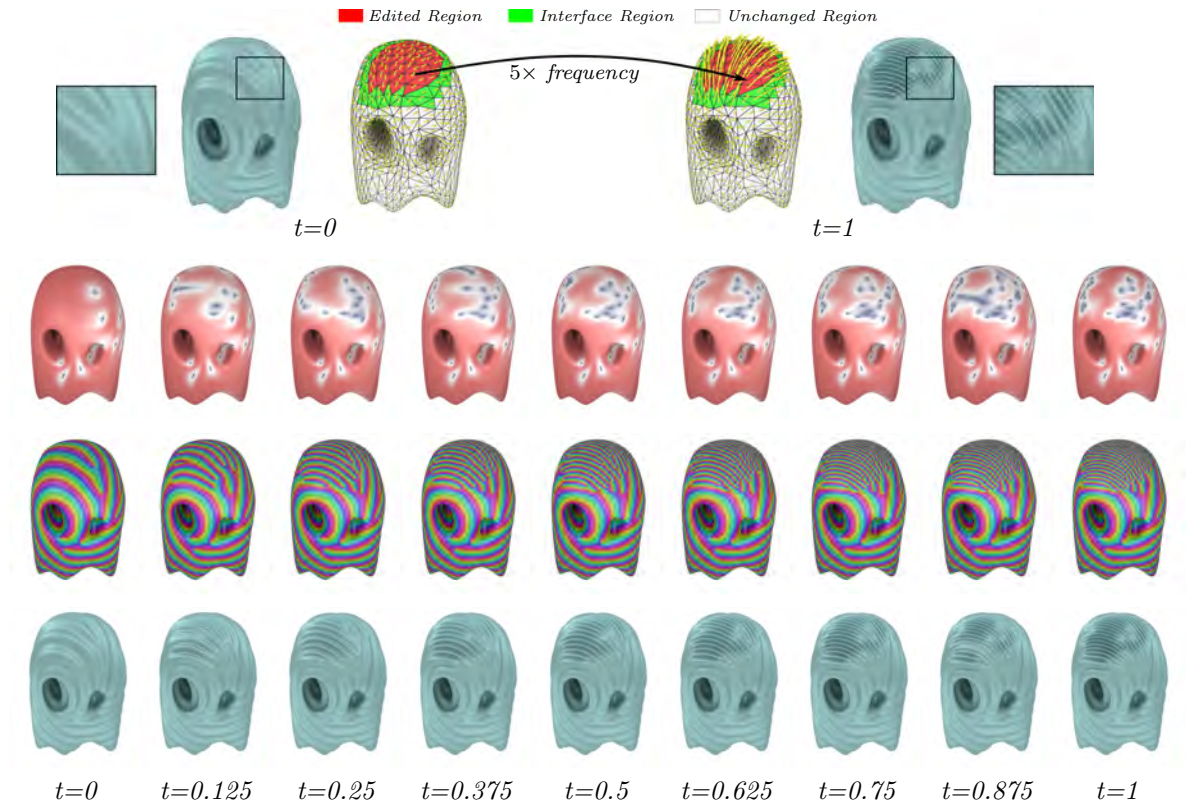 Edited Region Interface Region Unchanged Region
5× frequency
t=0 t=1
t=0 t=0.125 t=0.25 t=0.375 t=0.5 t=0.625 t=0.75 t=0.875 t=1